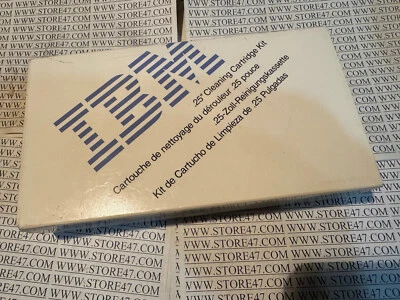 IBM
.25" Cleaning Cartridge Kit
Cartouche de nettoyage du dérouleur .25 pouce
.25-Zoll-Reinigungskassette
Kit de Cartucho de Limpieza de .25 Pulgadas
WWW.STORE47.COM